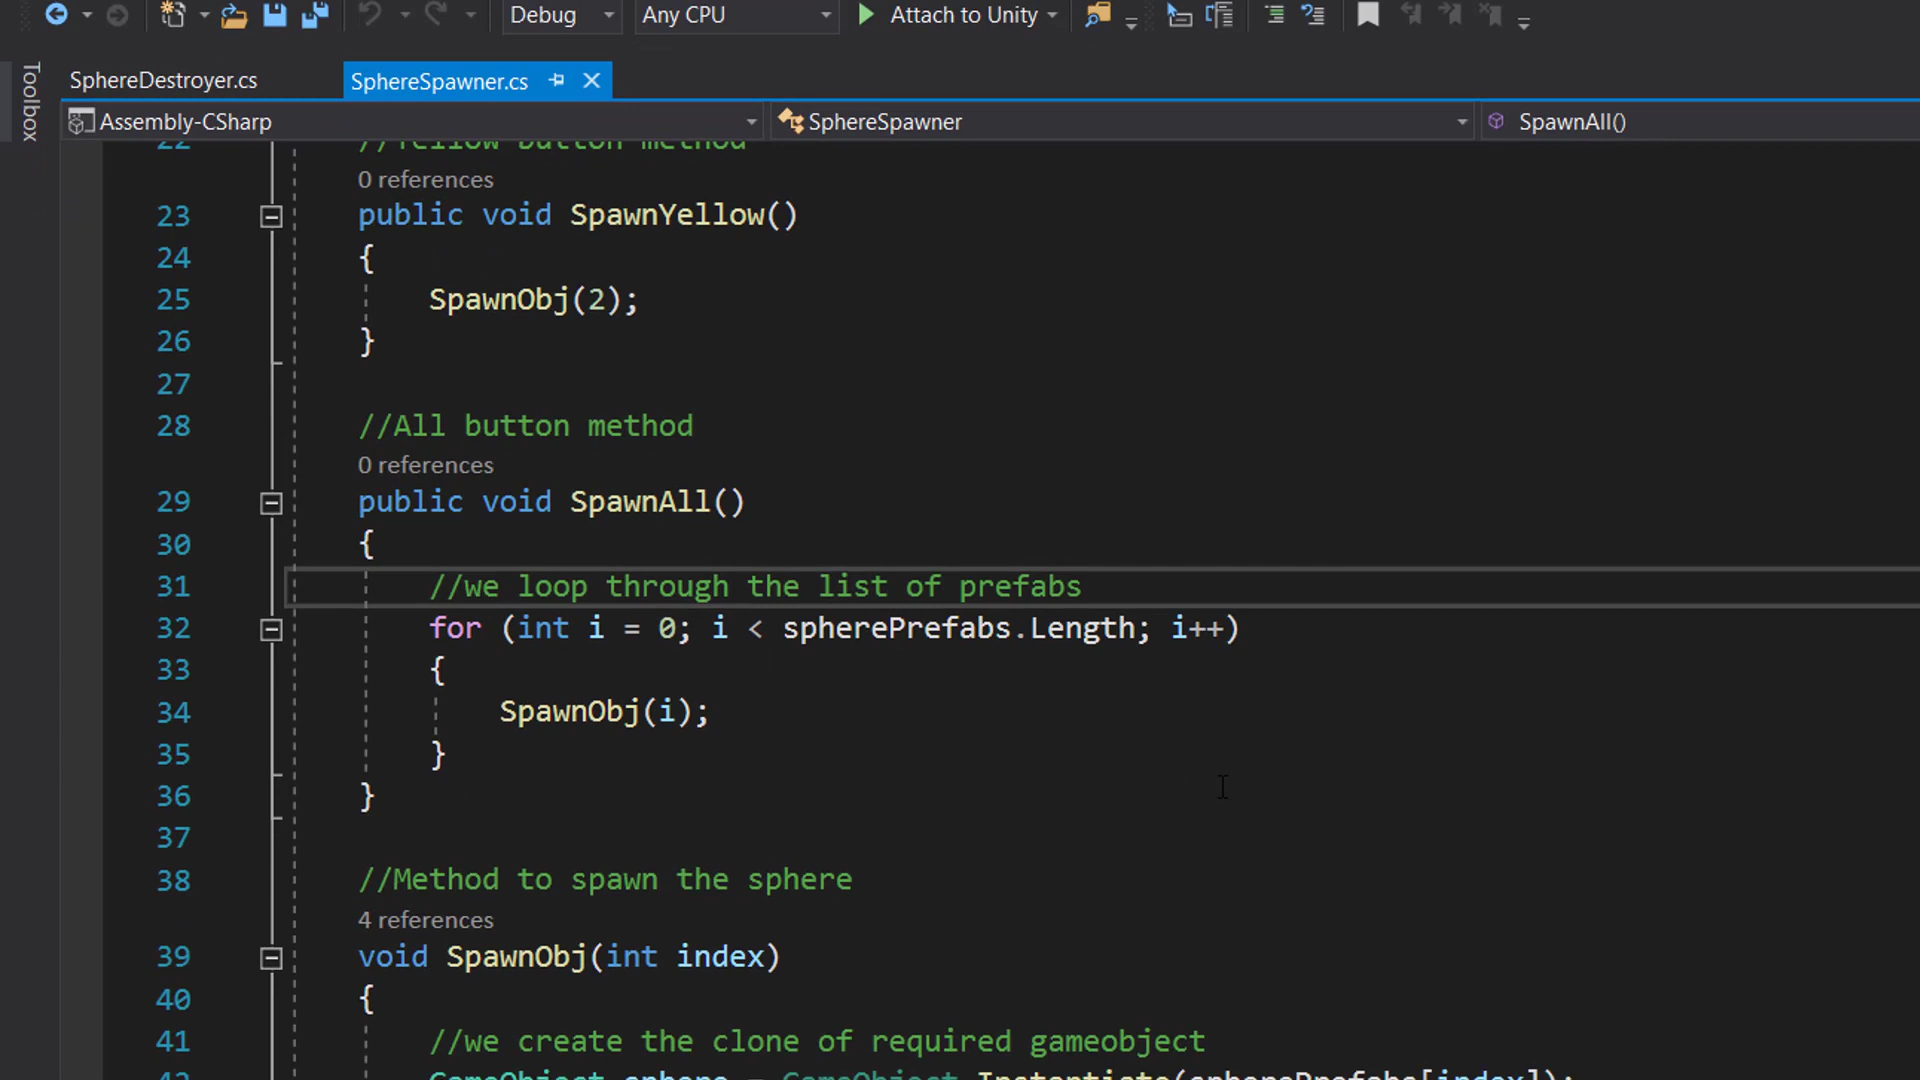 Debug Any CPU Attach to Unity
Toolbox
SphereDestroyer.cs SphereSpawner.cs
Assembly-CSharp SphereSpawner SpawnAll()
22 //Yellow button method
0 references
23 public void SpawnYellow()
24 {
25 SpawnObj(2);
26 }
27
28 //All button method
0 references
29 public void SpawnAll()
30 {
31 //we loop through the list of prefabs
32 for (int i = 0; i < spherePrefabs.Length; i++)
33 {
34 SpawnObj(i);
35 }
36 }
37
38 //Method to spawn the sphere
4 references
39 void SpawnObj(int index)
40 {
41 //we create the clone of required gameobject
42 GameObject sphere = GameObject.Instantiate(spherePrefabs[index]);